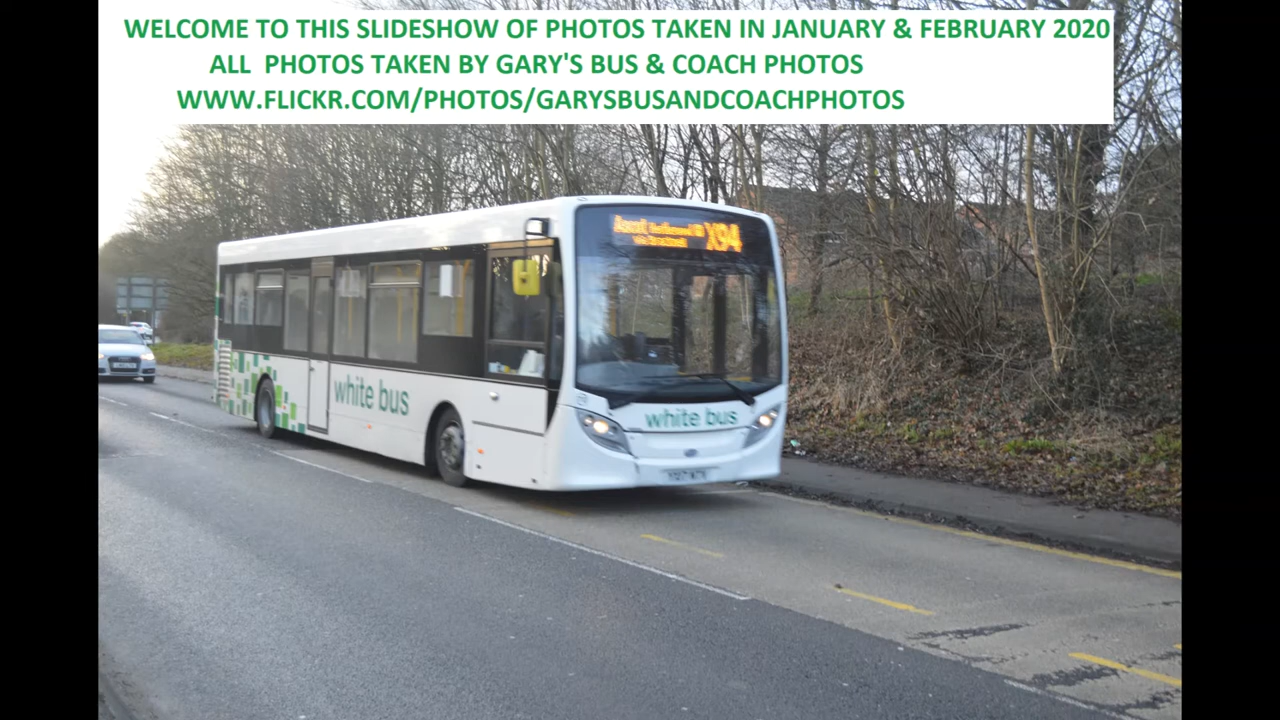 WELCOME TO THIS SLIDESHOW OF PHOTOS TAKEN IN JANUARY & FEBRUARY 2020
ALL PHOTOS TAKEN BY GARY'S BUS & COACH PHOTOS
WWW.FLICKR.COM/PHOTOS/GARYSBUSANDCOACHPHOTOS
Ascot
X94
white bus
white bus